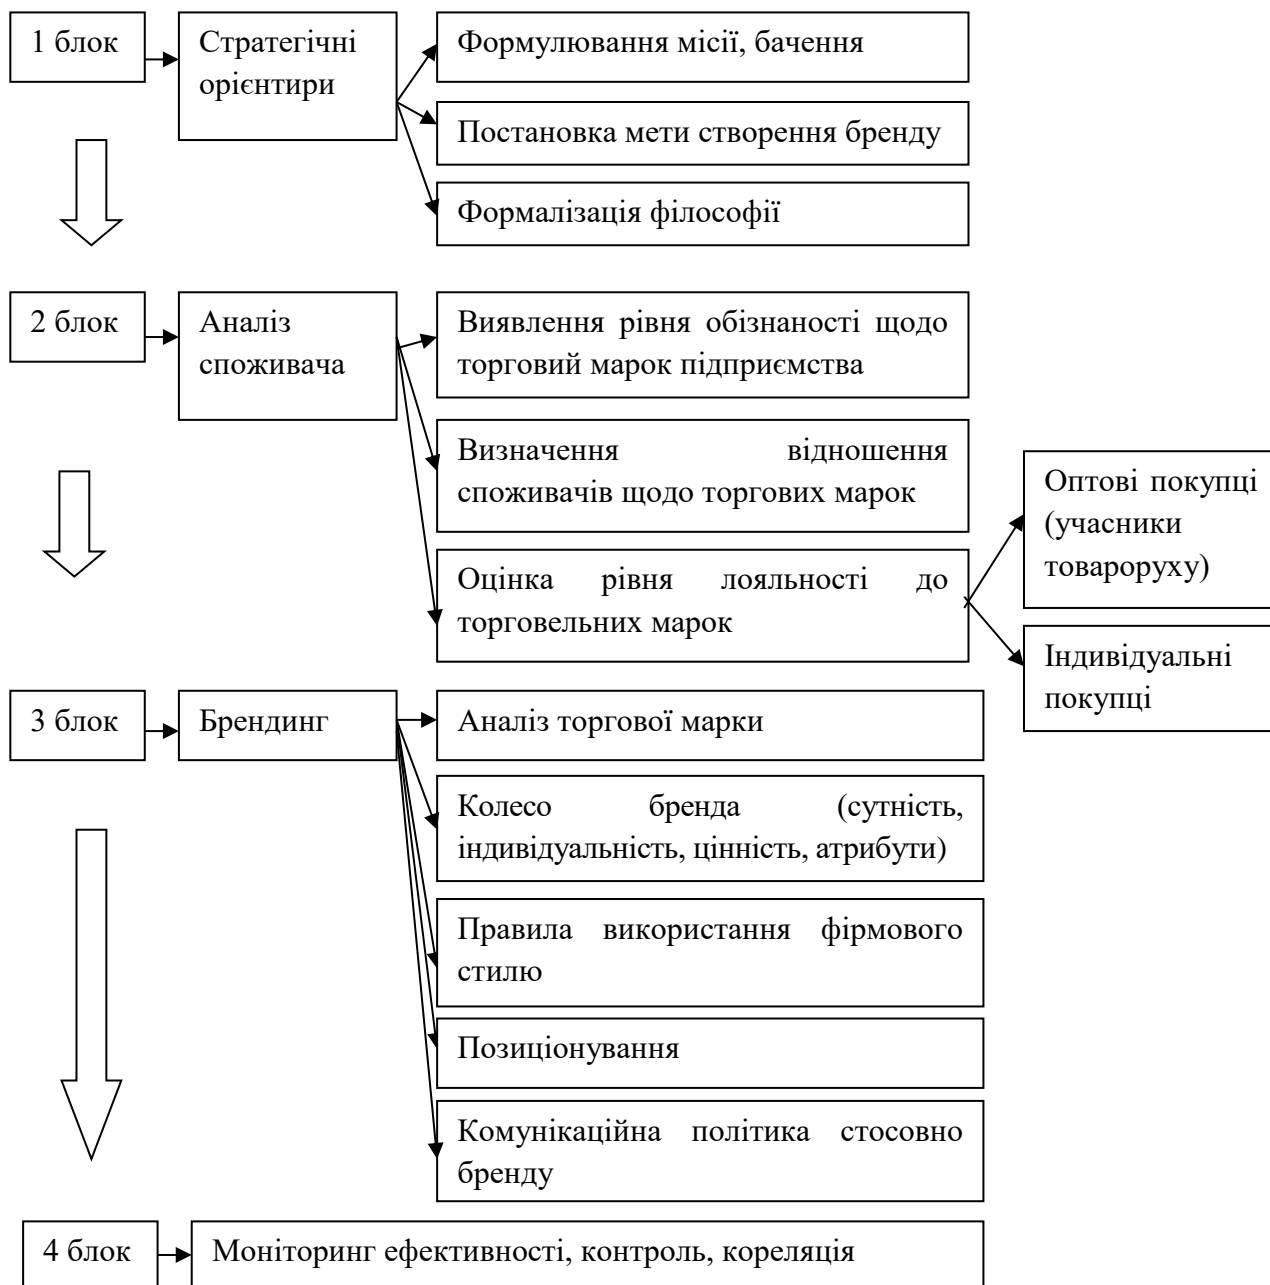 1 блок
Стратегічні
орієнтири
Формулювання місії, бачення
Постановка мети створення бренду
Формалізація філософії
2 блок
Аналіз
споживача
Виявлення рівня обізнаності щодо
торговий марок підприємства
Визначення відношення
споживачів щодо торгових марок
Оцінка рівня лояльності до
торговельних марок
Оптові покупці
(учасники
товароруху)
Індивідуальні
покупці
3 блок
Брендинг
Аналіз торгової марки
Колесо бренда (сутність,
індивідуальність, цінність, атрибути)
Правила використання фірмового
стилю
Позиціонування
Комунікаційна політика стосовно
бренду
4 блок
Моніторинг ефективності, контроль, кореляція